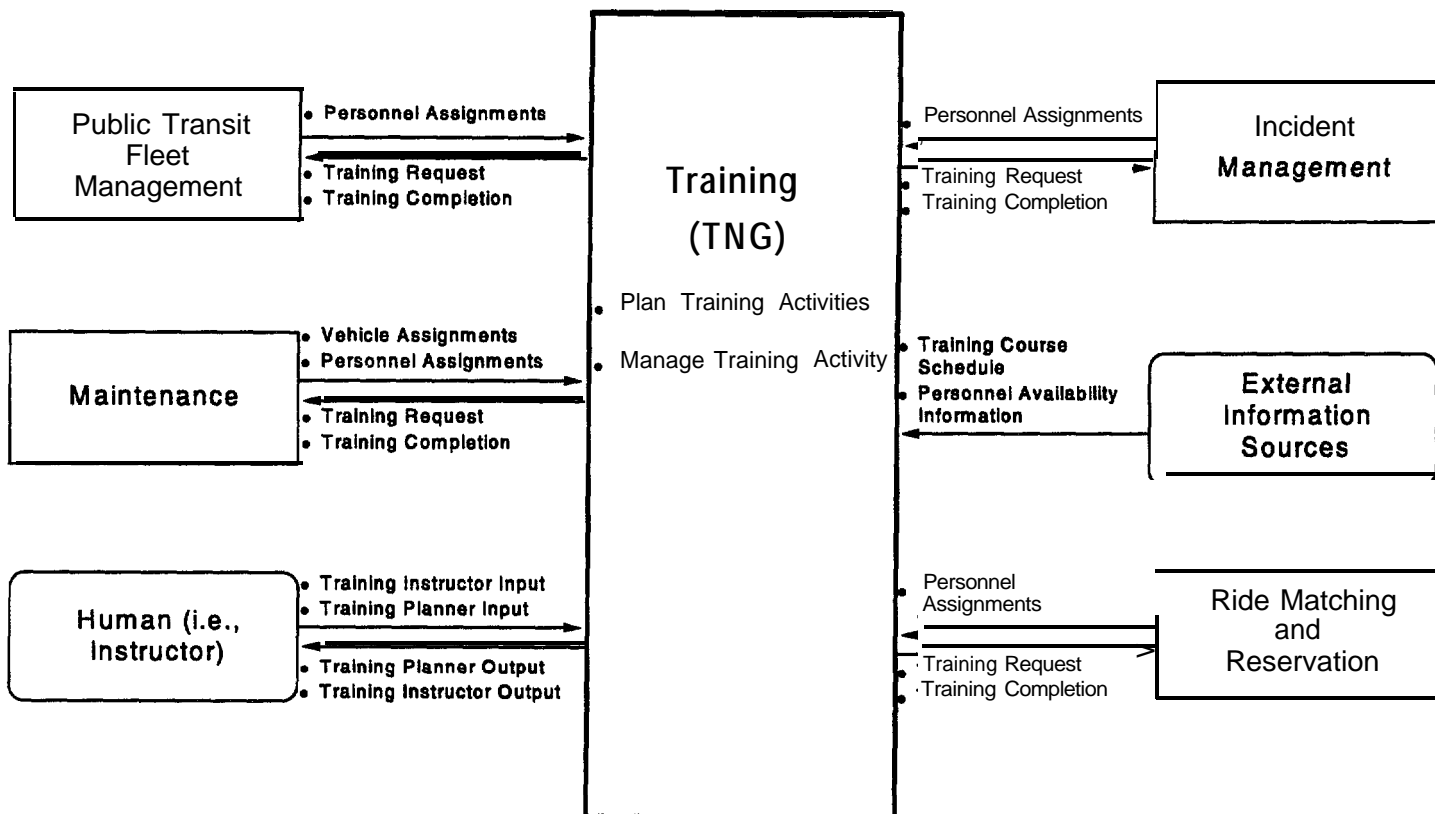 Public Transit
Fleet
Management
• Personnel Assignments
• Training Request
• Training Completion
Maintenance
• Vehicle Assignments
• Personnel Assignments
• Training Request
• Training Completion
Human (i.e.,
Instructor)
• Training Instructor Input
• Training Planner Input
• Training Planner Output
• Training Instructor Output
Training
(TNG)
• Plan Training Activities
• Manage Training Activity
• Personnel Assignments
• Training Request
• Training Completion
Incident
Management
• Training Course
Schedule
• Personnel Availability
Information
External
Information
Sources
• Personnel
Assignments
• Training Request
• Training Completion
Ride Matching
and
Reservation